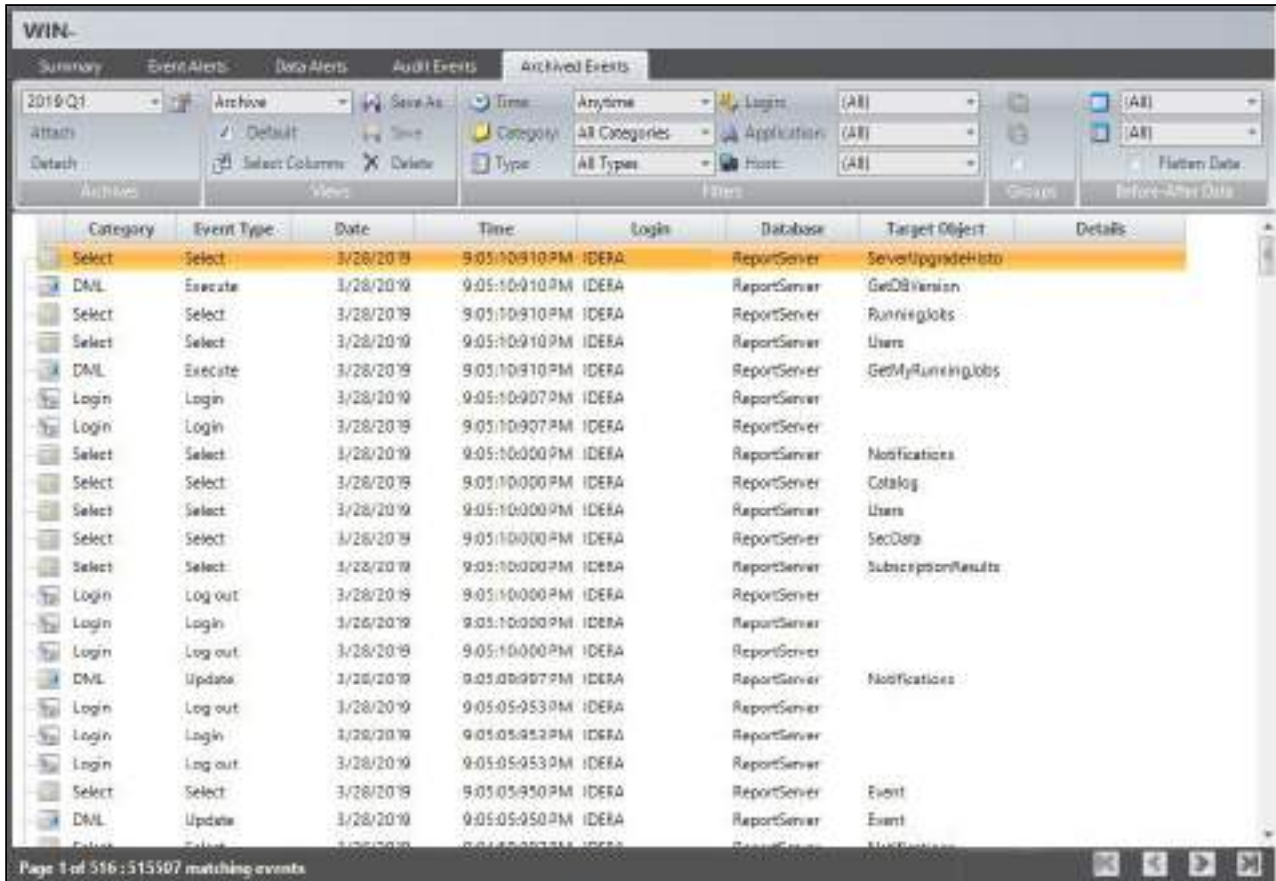 WIN-
Summary Event Alerts Data Alerts Audit Events Archived Events
2019 Q1 Archive Save As Time Anytime Login: (All) (All)
Attach Default Save Category: All Categories Application: (All) (All)
Detach Select Columns Delete Type All Types Host: (All) Flatten Data
Archives Views Filters Groups Before-After Data
Category Event Type Date Time Login Database Target Object Details
Select Select 3/28/2019 9:05:10:910 PM IDERA ReportServer ServerUpgradeHisto
DML Execute 3/28/2019 9:05:10:910 PM IDERA ReportServer GetDBVersion
Select Select 3/28/2019 9:05:10:910 PM IDERA ReportServer RunningJobs
Select Select 3/28/2019 9:05:10:910 PM IDERA ReportServer Users
DML Execute 3/28/2019 9:05:10:910 PM IDERA ReportServer GetMyRunningJobs
Login Login 3/28/2019 9:05:10:907 PM IDERA ReportServer
Login Login 3/28/2019 9:05:10:907 PM IDERA ReportServer
Select Select 3/28/2019 9:05:10:000 PM IDERA ReportServer Notifications
Select Select 3/28/2019 9:05:10:000 PM IDERA ReportServer Catalog
Select Select 3/28/2019 9:05:10:000 PM IDERA ReportServer Users
Select Select 3/28/2019 9:05:10:000 PM IDERA ReportServer SecData
Select Select 3/28/2019 9:05:10:000 PM IDERA ReportServer SubscriptionResults
Login Log out 3/28/2019 9:05:10:000 PM IDERA ReportServer
Login Login 3/28/2019 9:05:10:000 PM IDERA ReportServer
Login Log out 3/28/2019 9:05:10:000 PM IDERA ReportServer
DML Update 3/28/2019 9:05:09:997 PM IDERA ReportServer Notifications
Login Log out 3/28/2019 9:05:05:953 PM IDERA ReportServer
Login Login 3/28/2019 9:05:05:953 PM IDERA ReportServer
Login Log out 3/28/2019 9:05:05:953 PM IDERA ReportServer
Select Select 3/28/2019 9:05:05:950 PM IDERA ReportServer Event
DML Update 3/28/2019 9:05:05:950 PM IDERA ReportServer Event
Page 1 of 516 : 515507 matching events